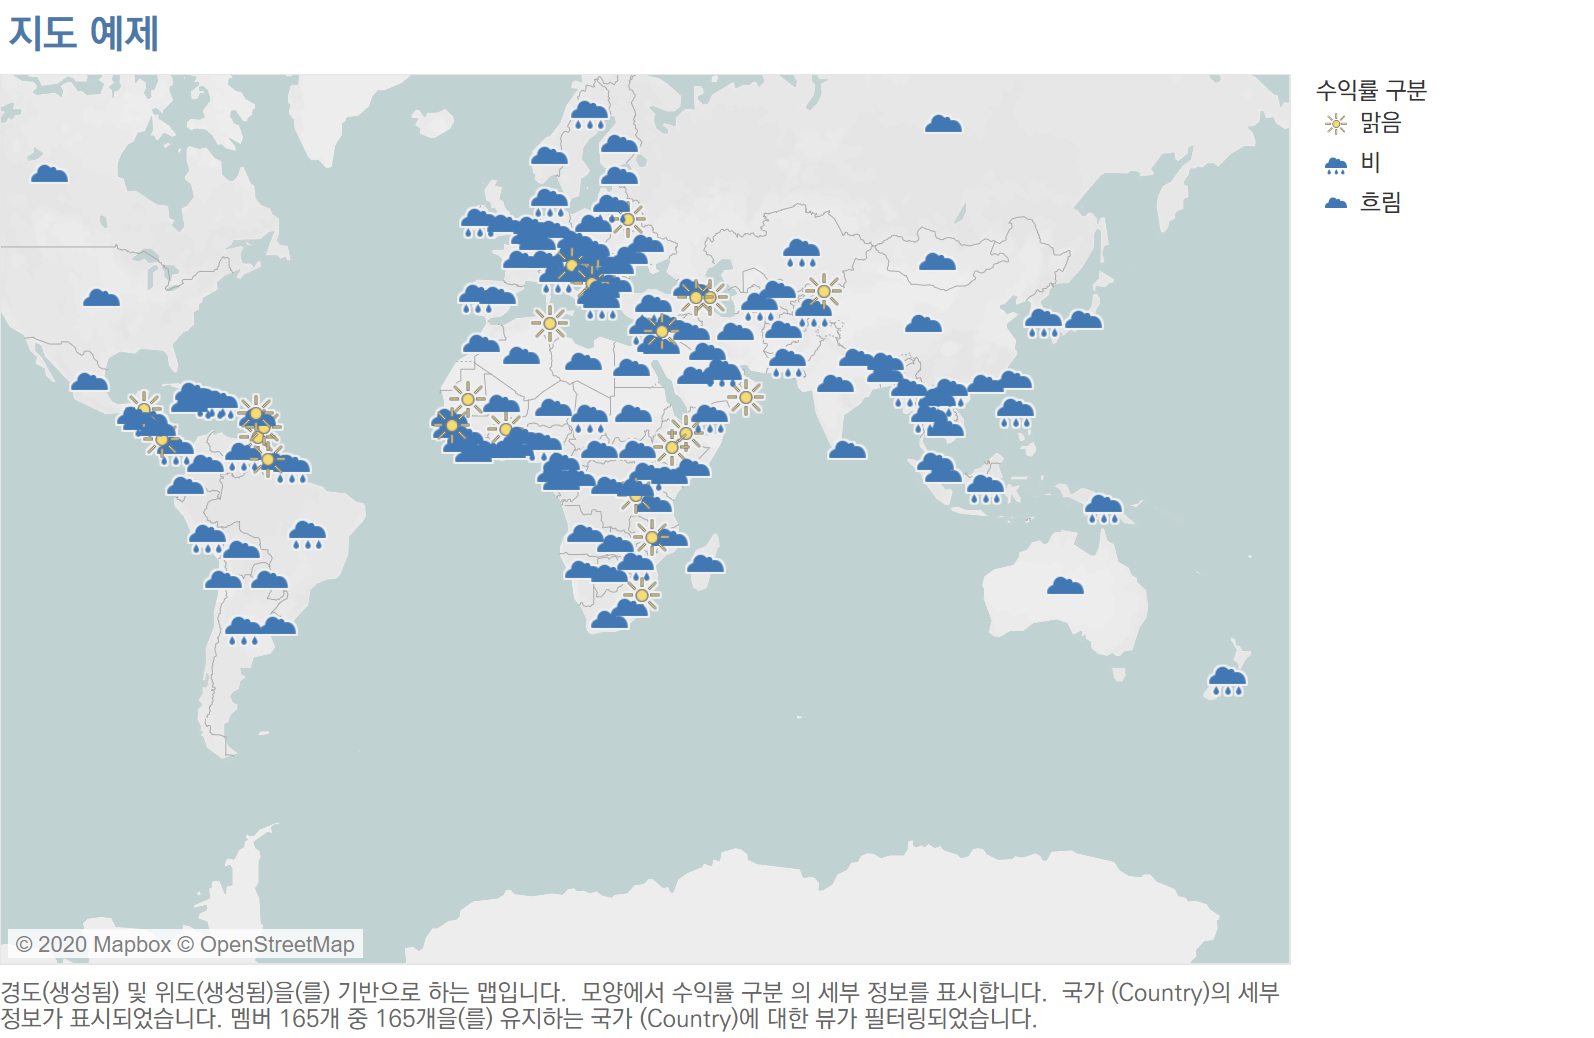 지도 예제
수익률 구분
맑음
비
흐림
© 2020 Mapbox © OpenStreetMap
경도(생성됨) 및 위도(생성됨)을(를) 기반으로 하는 맵입니다.  모양에서 수익률 구분 의 세부 정보를 표시합니다.  국가 (Country)의 세부
정보가 표시되었습니다. 멤버 165개 중 165개을(를) 유지하는 국가 (Country)에 대한 뷰가 필터링되었습니다.